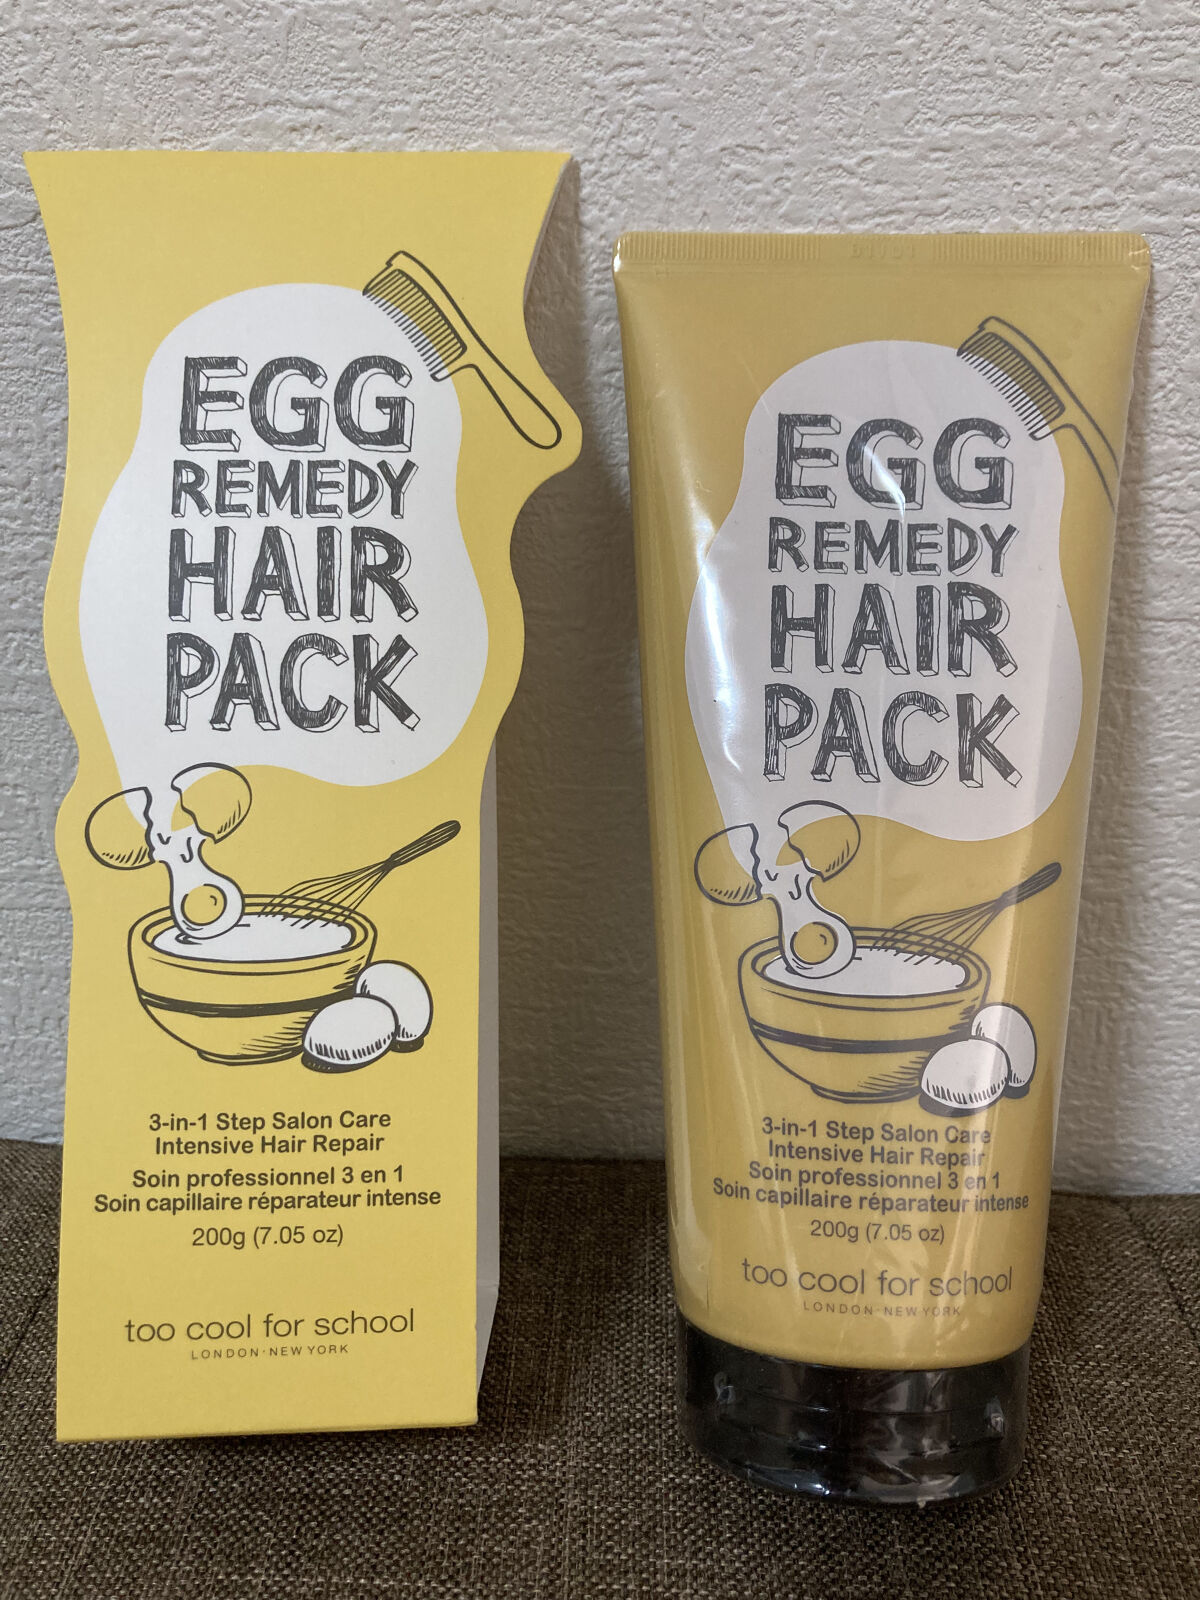 EGG
REMEDY
HAIR
PACK
3-in-1 Step Salon Care
Intensive Hair Repair
Soin professionnel 3 en 1
Soin capillaire réparateur intense
200g (7.05 oz)
too cool for school
LONDON·NEW YORK
EGG
REMEDY
HAIR
PACK
3-in-1 Step Salon Care
Intensive Hair Repair
Soin professionnel 3 en 1
Soin capillaire réparateur intense
200g (7.05 oz)
too cool for school
LONDON·NEW YORK